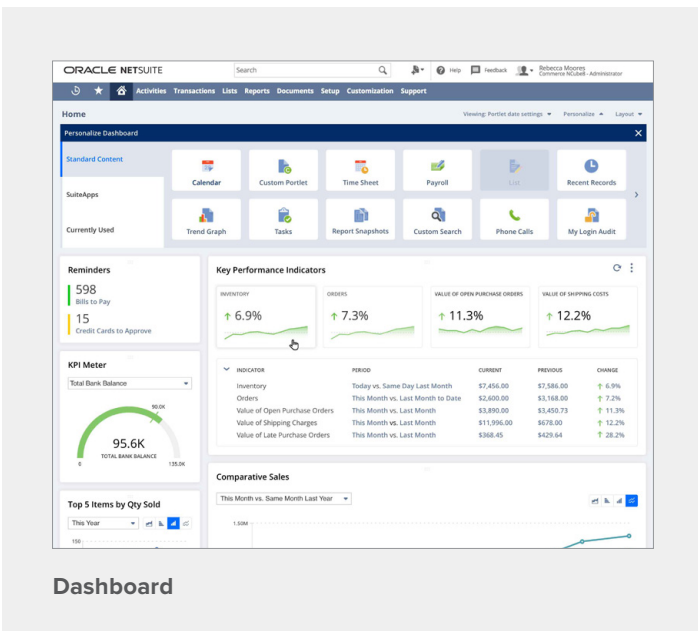 ORACLE NETSUITE
Search
Help
Feedback
Rebecca Moores
Commerce NCubed - Administrator
Activities Transactions Lists Reports Documents Setup Customization Support
Home
Viewing: Portlet date settings
Personalize
Layout
Personalize Dashboard
Standard Content
SuiteApps
Currently Used
Calendar
Custom Portlet
Time Sheet
Payroll
List
Recent Records
Trend Graph
Tasks
Report Snapshots
Custom Search
Phone Calls
My Login Audit
Reminders
598
Bills to Pay
15
Credit Cards to Approve
Key Performance Indicators
INVENTORY
6.9%
ORDERS
7.3%
VALUE OF OPEN PURCHASE ORDERS
11.3%
VALUE OF SHIPPING COSTS
12.2%
INDICATOR PERIOD CURRENT PREVIOUS CHANGE
Inventory Today vs. Same Day Last Month $7,456.00 $7,586.00 6.9%
Orders This Month vs. Last Month to Date $2,600.00 $3,168.00 7.2%
Value of Open Purchase Orders This Month vs. Last Month $3,890.00 $3,450.73 11.3%
Value of Shipping Charges This Month vs. Last Month $11,996.00 $678.00 12.2%
Value of Late Purchase Orders This Month vs. Last Month $368.45 $429.64 28.2%
KPI Meter
Total Bank Balance
90.0K
95.6K
TOTAL BANK BALANCE
0
135.0K
Top 5 Items by Qty Sold
This Year
150
Comparative Sales
This Month vs. Same Month Last Year
1.50M
Dashboard